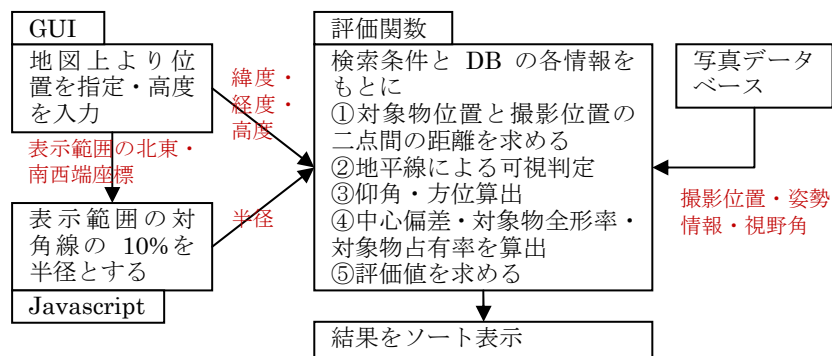 GUI
地図上より位
置を指定・高度
を入力
緯度・
経度・
高度
表示範囲の北東・
南西端座標
表示範囲の対
角線の 10%を
半径とする
Javascript
半径
評価関数
検索条件と DB の各情報を
もとに
①対象物位置と撮影位置の
二点間の距離を求める
②地平線による可視判定
③仰角・方位算出
④中心偏差・対象物全形率・
対象物占有率を算出
⑤評価値を求める
写真データ
ベース
撮影位置・姿勢
情報・視野角
結果をソート表示